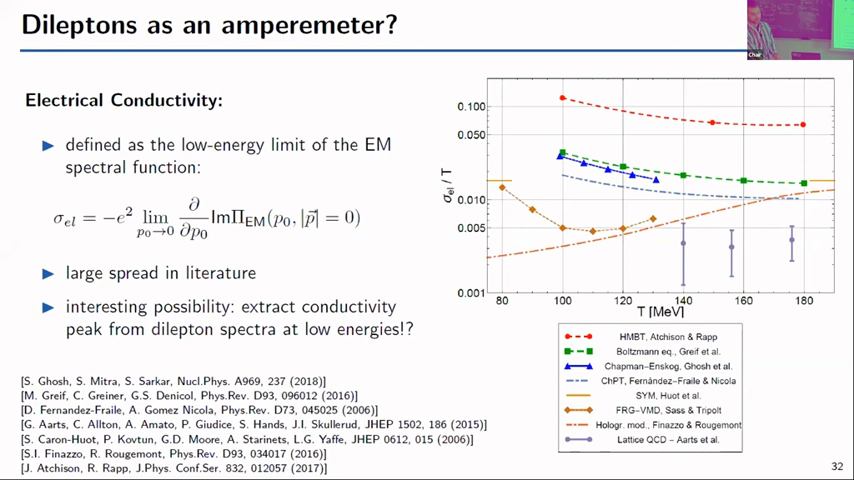 Dileptons as an amperemeter?
Chair
Electrical Conductivity:
▶ defined as the low-energy limit of the EM
spectral function:
σ_el = −e² lim_{p₀→0} ∂/∂p₀ ImΠ_EM(p₀, |p⃗| = 0)
▶ large spread in literature
▶ interesting possibility: extract conductivity
peak from dilepton spectra at low energies!?
[S. Ghosh, S. Mitra, S. Sarkar, Nucl.Phys. A969, 237 (2018)]
[M. Greif, C. Greiner, G.S. Denicol, Phys.Rev. D93, 096012 (2016)]
[D. Fernandez-Fraile, A. Gomez Nicola, Phys.Rev. D73, 045025 (2006)]
[G. Aarts, C. Allton, A. Amato, P. Giudice, S. Hands, J.I. Skullerud, JHEP 1502, 186 (2015)]
[S. Caron-Huot, P. Kovtun, G.D. Moore, A. Starinets, L.G. Yaffe, JHEP 0612, 015 (2006)]
[S.I. Finazzo, R. Rougemont, Phys.Rev. D93, 034017 (2016)]
[J. Atchison, R. Rapp, J.Phys. Conf.Ser. 832, 012057 (2017)]
σ_el / T
0.100
0.050
0.010
0.005
0.001
80 100 120 140 160 180
T [MeV]
HMBT, Atchison & Rapp
Boltzmann eq., Greif et al.
Chapman–Enskog, Ghosh et al.
ChPT, Fernández-Fraile & Nicola
SYM, Huot et al.
FRG–VMD, Sass & Tripolt
Hologr. mod., Finazzo & Rougemont
Lattice QCD – Aarts et al.
32